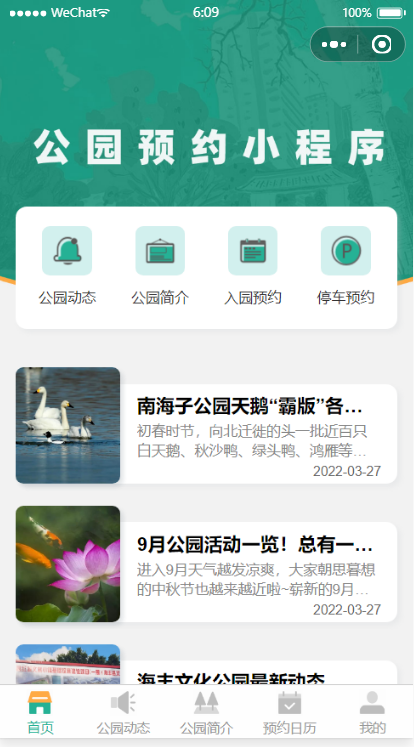 WeChat
6:09
100%
公园预约小程序
公园动态
公园简介
入园预约
P
停车预约
南海子公园天鹅“霸版”各...
初春时节，向北迁徙的头一批近百只
白天鹅、秋沙鸭、绿头鸭、鸿雁等...
2022-03-27
9月公园活动一览！总有一...
进入9月天气越发凉爽，大家朝思暮想
的中秋节也越来越近啦~崭新的9月...
2022-03-27
海丰文化公园最新动态
首页
公园动态
公园简介
预约日历
我的